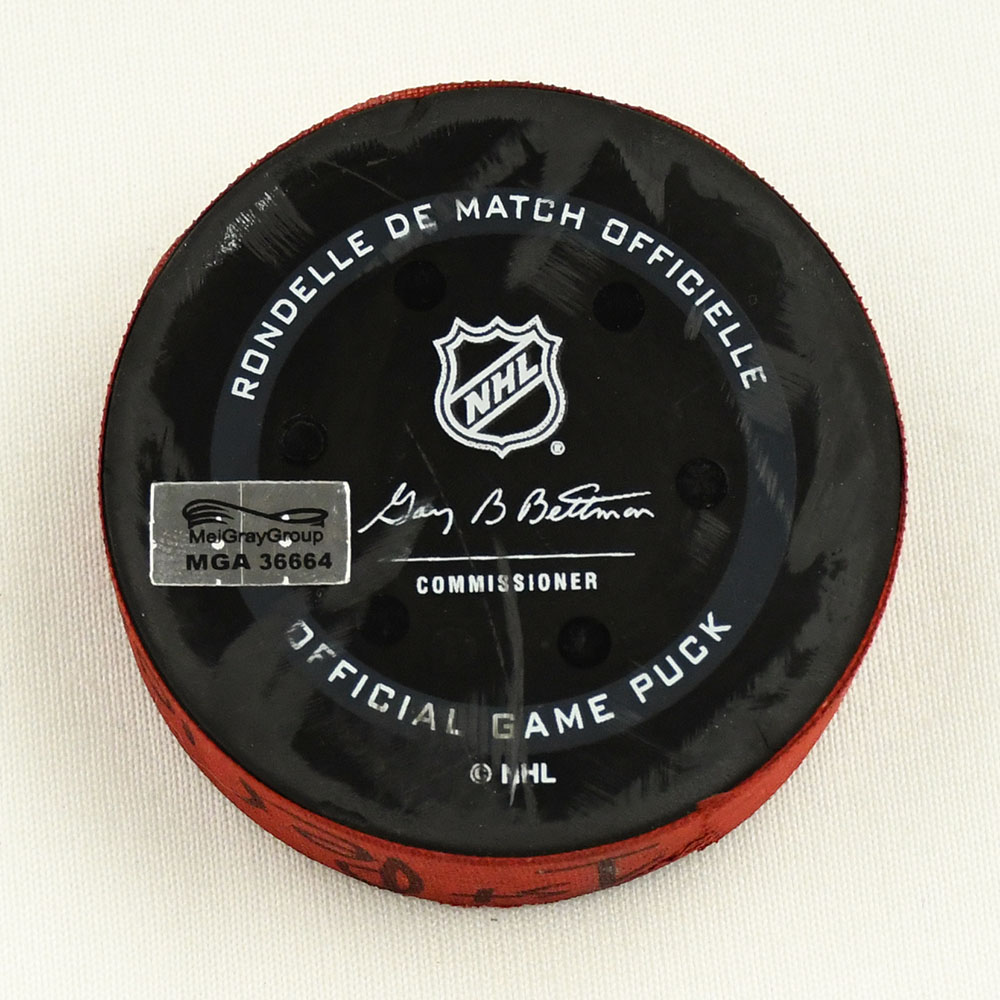 RONDELLE DE MATCH OFFICIELLE
NHL
®
Gary B Bettman
COMMISSIONER
MeiGrayGroup
MGA 36664
OFFICIAL GAME PUCK
© NHL